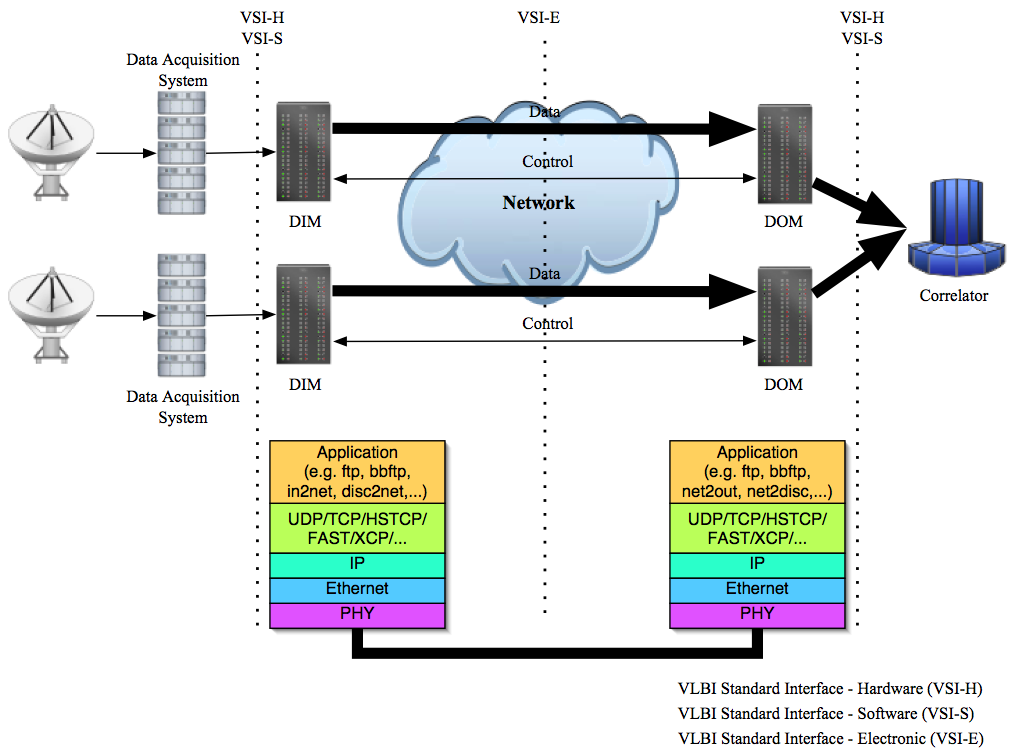 VSI-H
VSI-S
VSI-E
VSI-H
VSI-S
Data Acquisition
System
Data
Control
Network
DIM
DOM
Correlator
Data
Control
DIM
DOM
Data Acquisition
System
Application
(e.g. ftp, bbftp,
in2net, disc2net,...)
UDP/TCP/HSTCP/
FAST/XCP/...
IP
Ethernet
PHY
Application
(e.g. ftp, bbftp,
net2out, net2disc,...)
UDP/TCP/HSTCP/
FAST/XCP/...
IP
Ethernet
PHY
VLBI Standard Interface - Hardware (VSI-H)
VLBI Standard Interface - Software (VSI-S)
VLBI Standard Interface - Electronic (VSI-E)